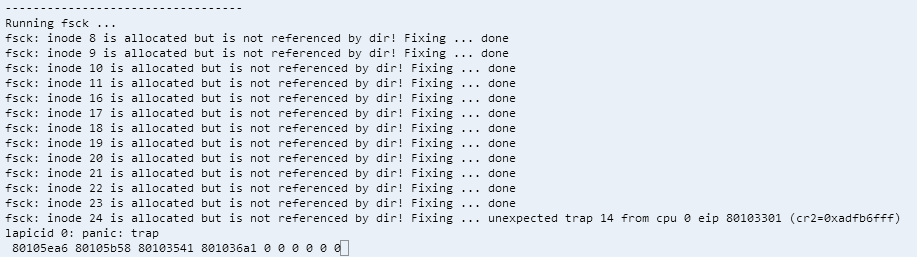 ----------------------------------
Running fsck ...
fsck: inode 8 is allocated but is not referenced by dir! Fixing ... done
fsck: inode 9 is allocated but is not referenced by dir! Fixing ... done
fsck: inode 10 is allocated but is not referenced by dir! Fixing ... done
fsck: inode 11 is allocated but is not referenced by dir! Fixing ... done
fsck: inode 16 is allocated but is not referenced by dir! Fixing ... done
fsck: inode 17 is allocated but is not referenced by dir! Fixing ... done
fsck: inode 18 is allocated but is not referenced by dir! Fixing ... done
fsck: inode 19 is allocated but is not referenced by dir! Fixing ... done
fsck: inode 20 is allocated but is not referenced by dir! Fixing ... done
fsck: inode 21 is allocated but is not referenced by dir! Fixing ... done
fsck: inode 22 is allocated but is not referenced by dir! Fixing ... done
fsck: inode 23 is allocated but is not referenced by dir! Fixing ... done
fsck: inode 24 is allocated but is not referenced by dir! Fixing ... unexpected trap 14 from cpu 0 eip 80103301 (cr2=0xadfb6fff)
lapicid 0: panic: trap
 80105ea6 80105b58 80103541 801036a1 0 0 0 0 0 0